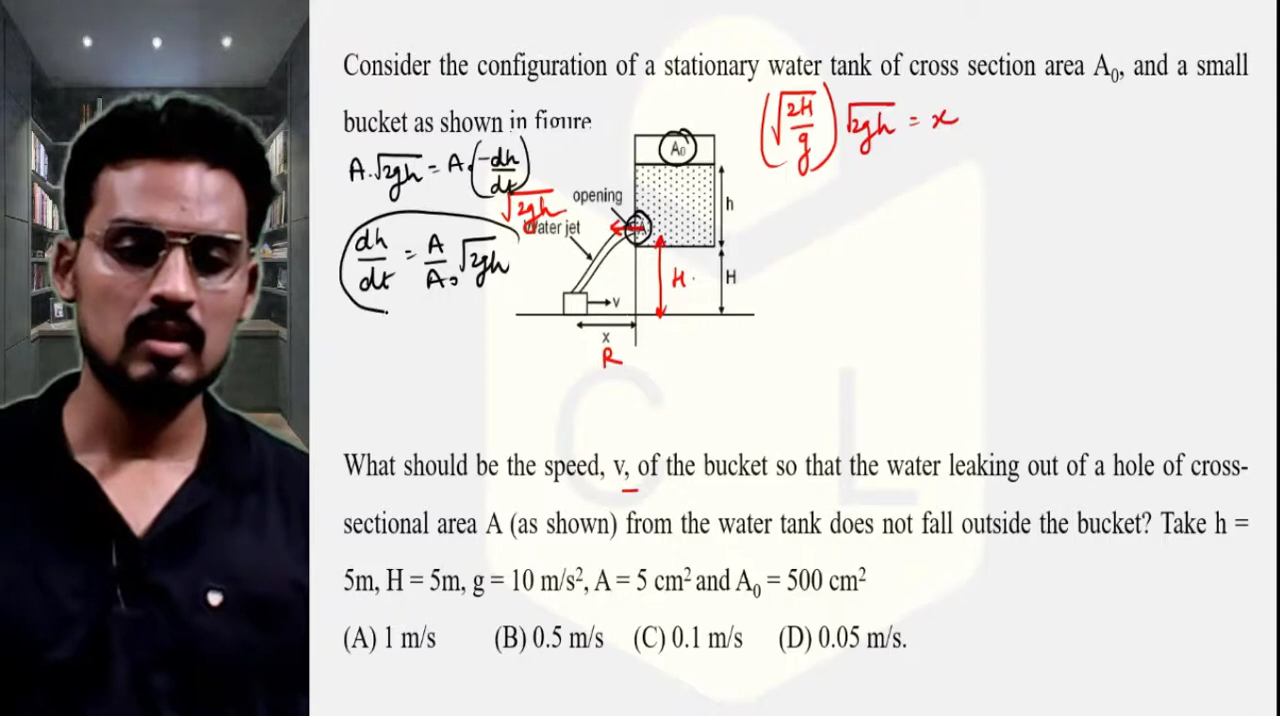 Consider the configuration of a stationary water tank of cross section area A₀, and a small
bucket as shown in figure
(√(2H/g)) √2gh = x
A.√2gh = A₀(-dh/dt)
dh/dt = A/A₀ √2gh
√2gh
A₀
opening
A
water jet
h
H
H.
v
x
R
C L
What should be the speed, v, of the bucket so that the water leaking out of a hole of cross-
sectional area A (as shown) from the water tank does not fall outside the bucket? Take h =
5m, H = 5m, g = 10 m/s², A = 5 cm² and A₀ = 500 cm²
(A) 1 m/s (B) 0.5 m/s (C) 0.1 m/s (D) 0.05 m/s.